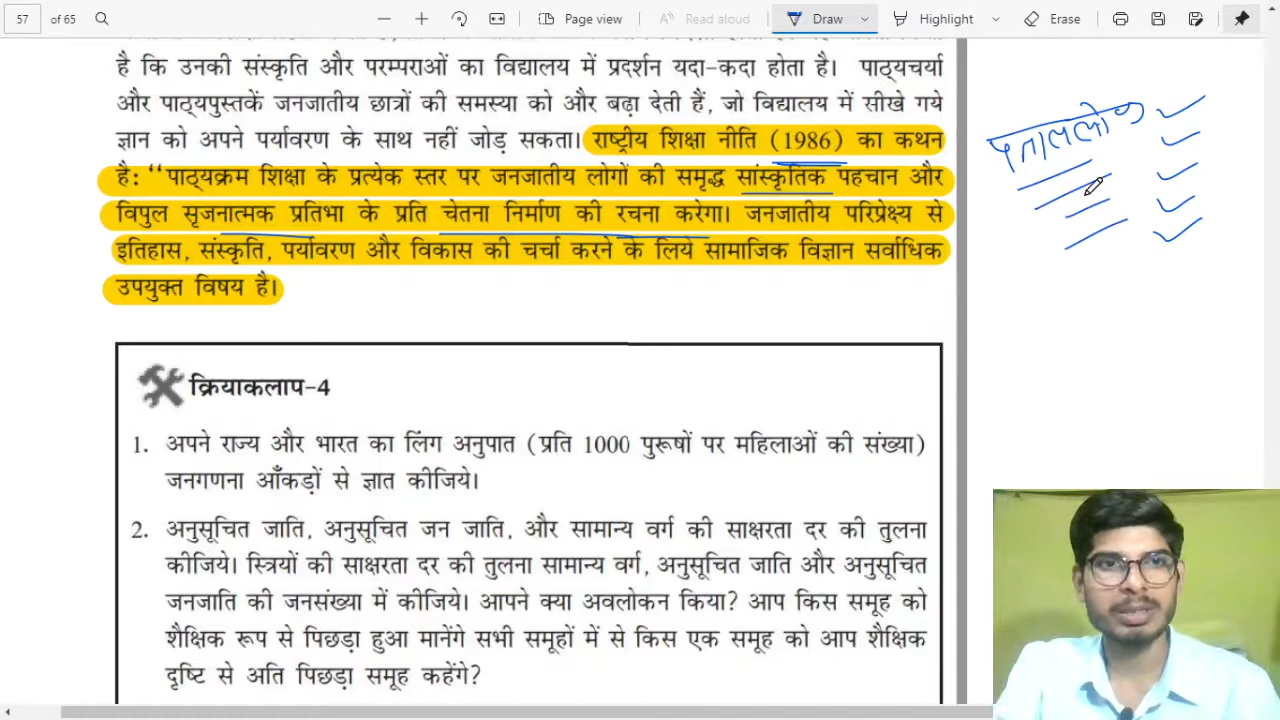 57 of 65 Page view Read aloud Draw Highlight Erase
है कि उनकी संस्कृति और परम्पराओं का विद्यालय में प्रदर्शन यदा-कदा होता है। पाठ्यचर्या
और पाठ्यपुस्तकें जनजातीय छात्रों की समस्या को और बढ़ा देती हैं, जो विद्यालय में सीखे गये
ज्ञान को अपने पर्यावरण के साथ नहीं जोड़ सकता। राष्ट्रीय शिक्षा नीति (1986) का कथन
है: “पाठ्यक्रम शिक्षा के प्रत्येक स्तर पर जनजातीय लोगों की समृद्ध सांस्कृतिक पहचान और
विपुल सृजनात्मक प्रतिभा के प्रति चेतना निर्माण की रचना करेगा। जनजातीय परिप्रेक्ष्य से
इतिहास, संस्कृति, पर्यावरण और विकास की चर्चा करने के लिये सामाजिक विज्ञान सर्वाधिक
उपयुक्त विषय है।
क्रियाकलाप-4
1. अपने राज्य और भारत का लिंग अनुपात (प्रति 1000 पुरूषों पर महिलाओं की संख्या)
जनगणना आँकड़ों से ज्ञात कीजिये।
2. अनुसूचित जाति, अनुसूचित जन जाति, और सामान्य वर्ग की साक्षरता दर की तुलना
कीजिये। स्त्रियों की साक्षरता दर की तुलना सामान्य वर्ग, अनुसूचित जाति और अनुसूचित
जनजाति की जनसंख्या में कीजिये। आपने क्या अवलोकन किया? आप किस समूह को
शैक्षिक रूप से पिछड़ा हुआ मानेंगे सभी समूहों में से किस एक समूह को आप शैक्षिक
दृष्टि से अति पिछड़ा समूह कहेंगे?